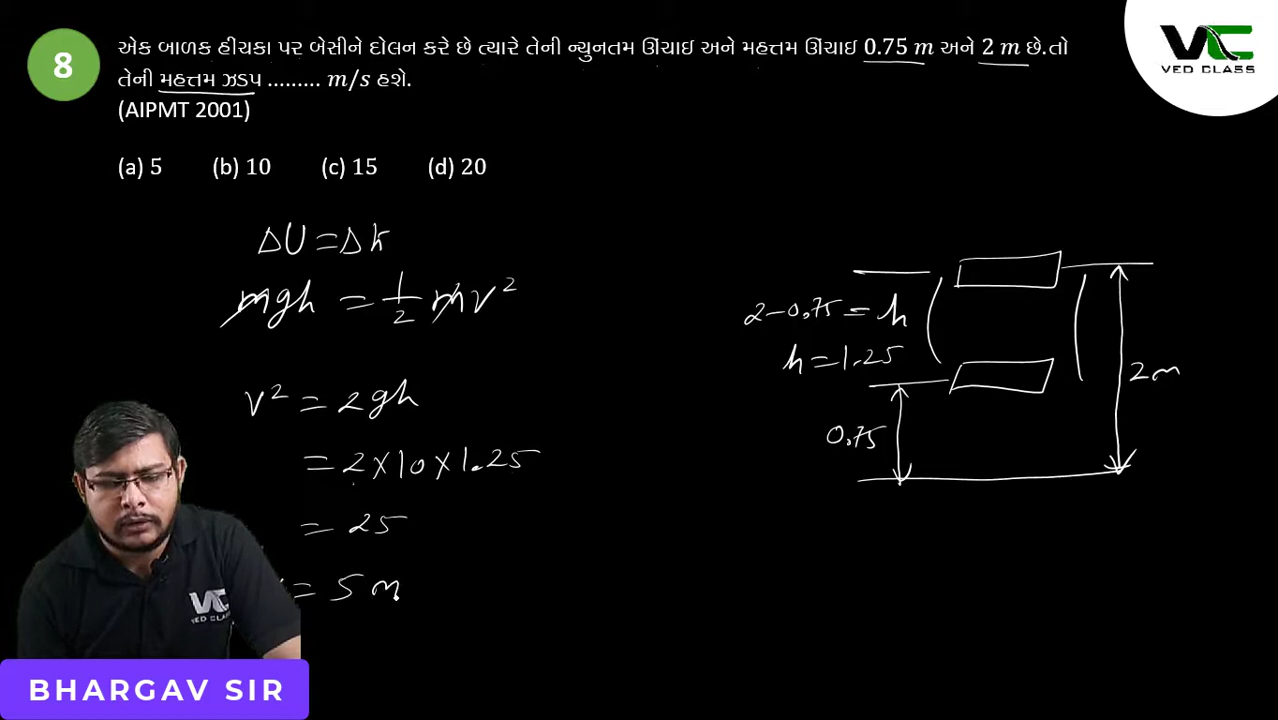 8
એક બાળક હીંચકા પર બેસીને દોલન કરે છે ત્યારે તેની ન્યુનતમ ઊંચાઇ અને મહત્તમ ઊંચાઇ 0.75 m અને 2 m છે.તો
તેની મહત્તમ ઝડપ ......... m/s હશે.
(AIPMT 2001)
(a) 5 (b) 10 (c) 15 (d) 20
VED CLASS
ΔU = Δk
mgh = 1/2 mv²
v² = 2gh
= 2×10×1.25
= 25
= 5 m
2-0.75 = h
h = 1.25
2m
0.75
VED CLASS
BHARGAV SIR